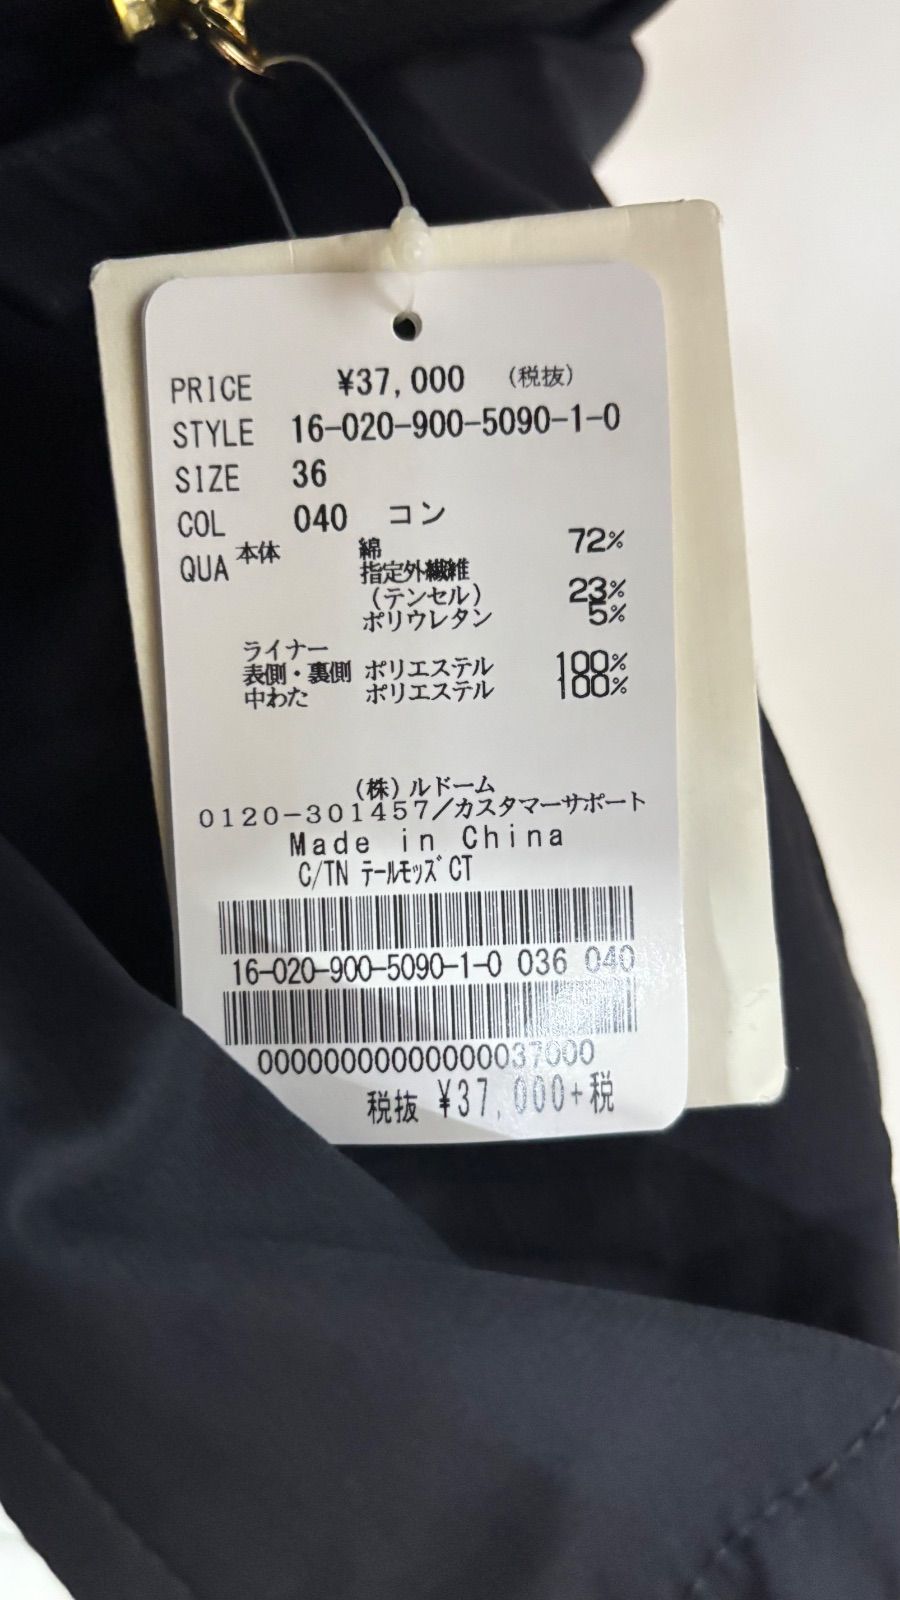 PRICE ¥37,000 (税抜)
STYLE 16-020-900-5090-1-0
SIZE 36
COL 040 コン
QUA 本体 綿 72%
指定外繊維
(テンセル) 23%
ポリウレタン 5%
ライナー
表側・裏側 ポリエステル 100%
中わた ポリエステル 100%
(株)ルドーム
0120-301457/カスタマーサポート
Made in China
C/TN テールモッズCT
16-020-900-5090-1-0 036 040
00000000000000037000
税抜 ¥37,000+税